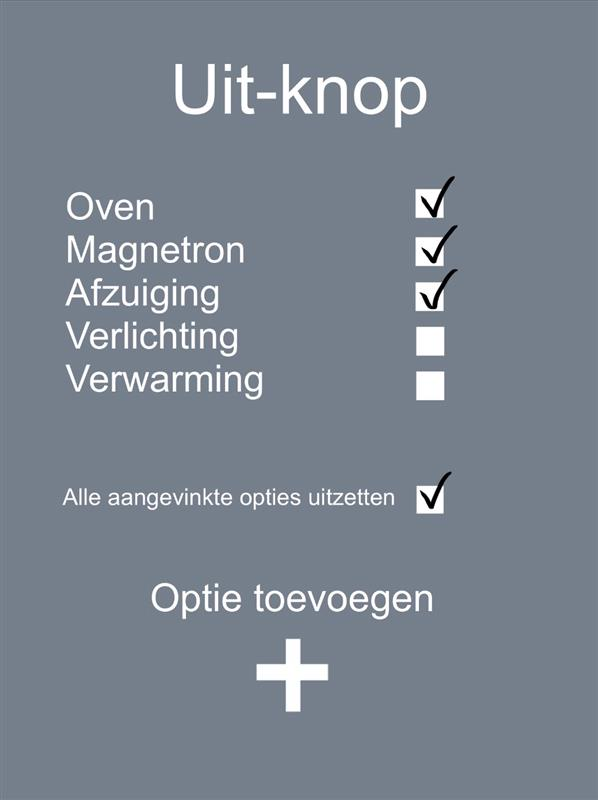 Uit-knop
Oven
Magnetron
Afzuiging
Verlichting
Verwarming
Alle aangevinkte opties uitzetten
Optie toevoegen